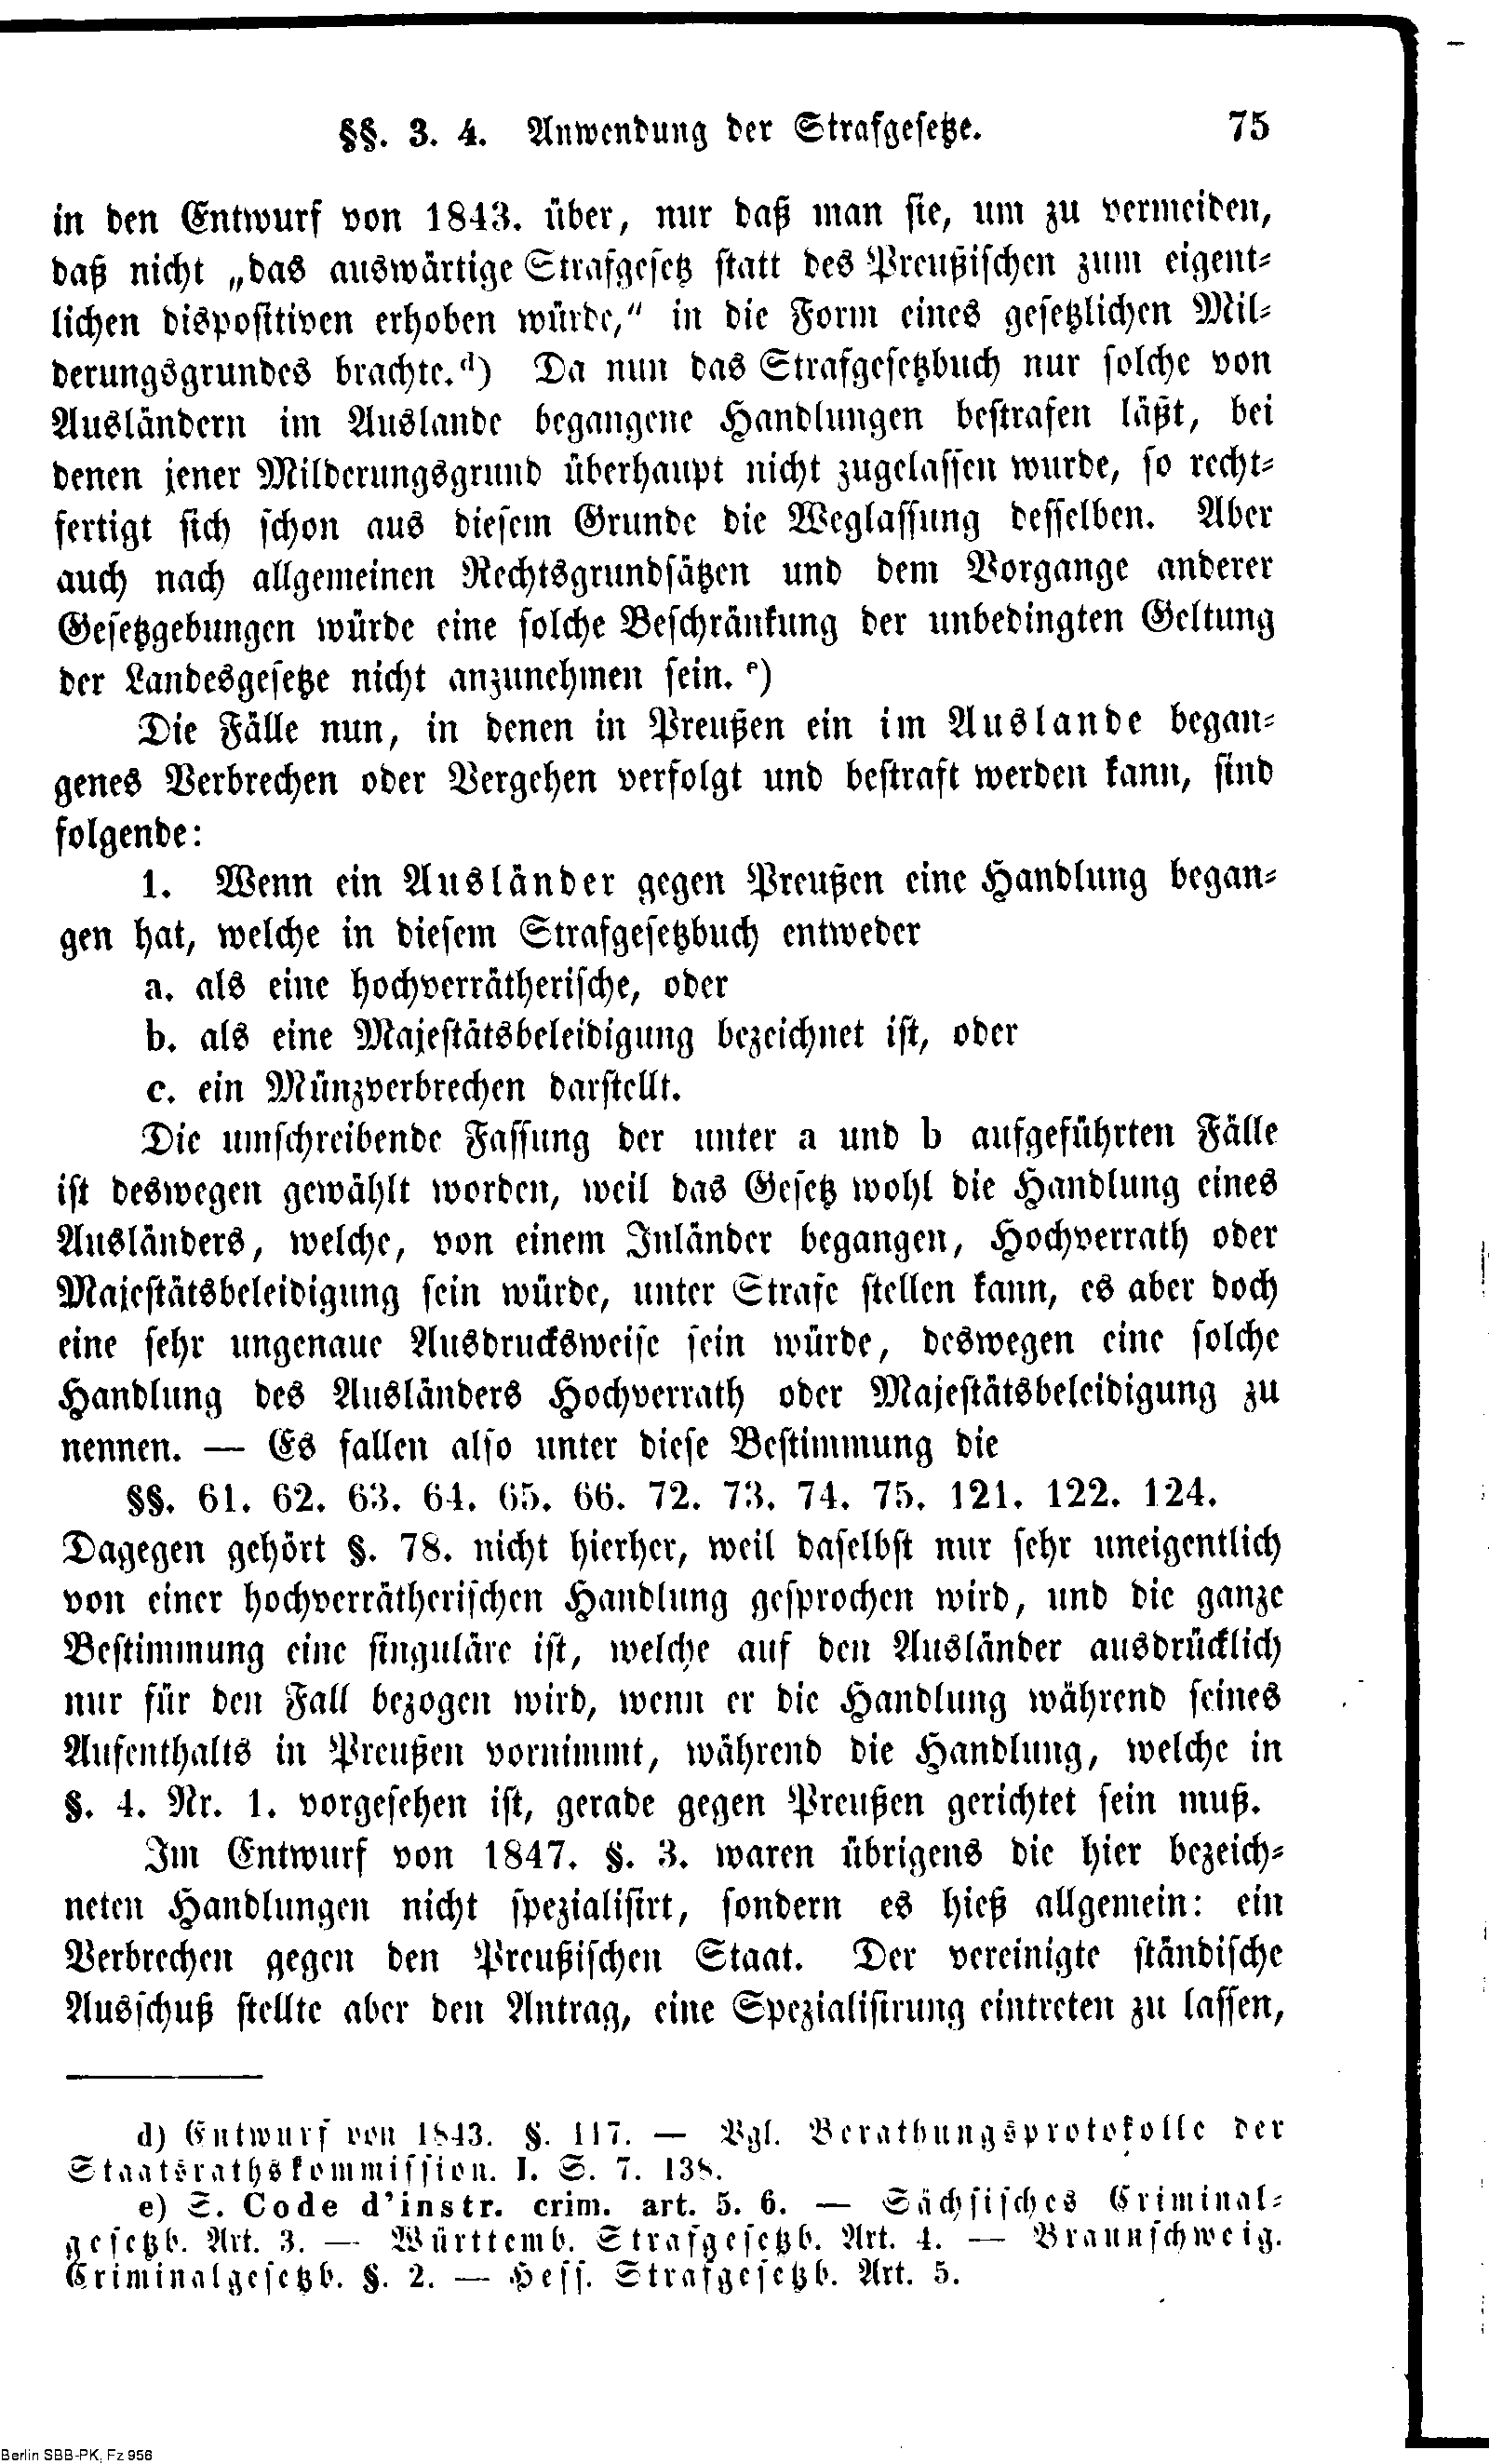 §§. 3. 4. Anwendung der Strafgesetze. 75
in den Entwurf von 1843. über, nur daß man sie, um zu vermeiden,
daß nicht „das auswärtige Strafgesetz statt des Preußischen zum eigent-
lichen dispositiven erhoben würde,“ in die Form eines gesetzlichen Mil-
derungsgrundes brachte.d) Da nun das Strafgesetzbuch nur solche von
Ausländern im Auslande begangene Handlungen bestrafen läßt, bei
denen jener Milderungsgrund überhaupt nicht zugelassen wurde, so recht-
fertigt sich schon aus diesem Grunde die Weglassung desselben. Aber
auch nach allgemeinen Rechtsgrundsätzen und dem Vorgange anderer
Gesetzgebungen würde eine solche Beschränkung der unbedingten Geltung
der Landesgesetze nicht anzunehmen sein. e)
Die Fälle nun, in denen in Preußen ein im Auslande began-
genes Verbrechen oder Vergehen verfolgt und bestraft werden kann, sind
folgende:
1. Wenn ein Ausländer gegen Preußen eine Handlung began-
gen hat, welche in diesem Strafgesetzbuch entweder
a. als eine hochverrätherische, oder
b. als eine Majestätsbeleidigung bezeichnet ist, oder
c. ein Münzverbrechen darstellt.
Die umschreibende Fassung der unter a und b aufgeführten Fälle
ist deswegen gewählt worden, weil das Gesetz wohl die Handlung eines
Ausländers, welche, von einem Inländer begangen, Hochverrath oder
Majestätsbeleidigung sein würde, unter Strafe stellen kann, es aber doch
eine sehr ungenaue Ausdrucksweise sein würde, deswegen eine solche
Handlung des Ausländers Hochverrath oder Majestätsbeleidigung zu
nennen. — Es fallen also unter diese Bestimmung die
§§. 61. 62. 63. 64. 65. 66. 72. 73. 74. 75. 121. 122. 124.
Dagegen gehört §. 78. nicht hierher, weil daselbst nur sehr uneigentlich
von einer hochverrätherischen Handlung gesprochen wird, und die ganze
Bestimmung eine singuläre ist, welche auf den Ausländer ausdrücklich
nur für den Fall bezogen wird, wenn er die Handlung während seines
Aufenthalts in Preußen vornimmt, während die Handlung, welche in
§. 4. Nr. 1. vorgesehen ist, gerade gegen Preußen gerichtet sein muß.
Im Entwurf von 1847. §. 3. waren übrigens die hier bezeich-
neten Handlungen nicht spezialisirt, sondern es hieß allgemein: ein
Verbrechen gegen den Preußischen Staat. Der vereinigte ständische
Ausschuß stellte aber den Antrag, eine Spezialisirung eintreten zu lassen,
d) Entwurf von 1843. §. 117. — Vgl. Berathungsprotokolle der
Staatsrathskommission. I. S. 7. 138.
e) S. Code d'instr. crim. art. 5. 6. — Sächsisches Criminal-
gesetzb. Art. 3. — Württemb. Strafgesetzb. Art. 4. — Braunschweig.
Criminalgesetzb. §. 2. — Hess. Strafgesetzb. Art. 5.
Berlin SBB-PK, Fz 956